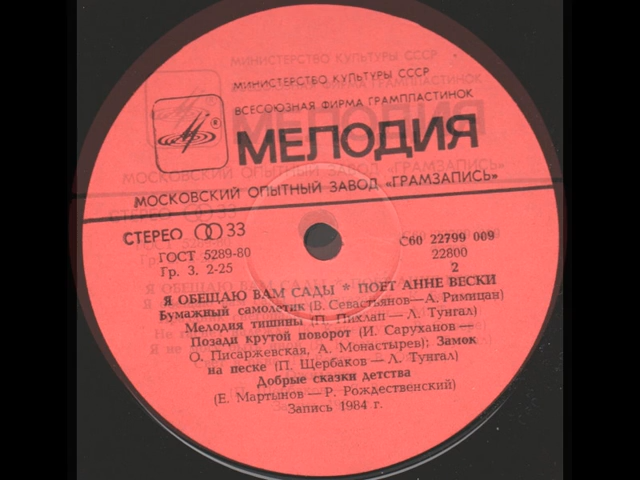 МИНИСТЕРСТВО КУЛЬТУРЫ СССР
ВСЕСОЮЗНАЯ ФИРМА ГРАМПЛАСТИНОК
МЕЛОДИЯ
МОСКОВСКИЙ ОПЫТНЫЙ ЗАВОД «ГРАМЗАПИСЬ»
СТЕРЕО 33
ГОСТ 5289-80
Гр. 3. 2-25
С60 22799 009
22800
2
Я ОБЕЩАЮ ВАМ САДЫ * ПОЕТ АННЕ ВЕСКИ
Бумажный самолетик (В. Севастьянов—А. Римицан)
Мелодия тишины (П. Пихлап—Л. Тунгал)
Позади крутой поворот (И. Саруханов—
О. Писаржевская, А. Монастырев); Замок
на песке (П. Щербаков—Л. Тунгал)
Добрые сказки детства
(Е. Мартынов—Р. Рождественский)
Запись 1984 г.